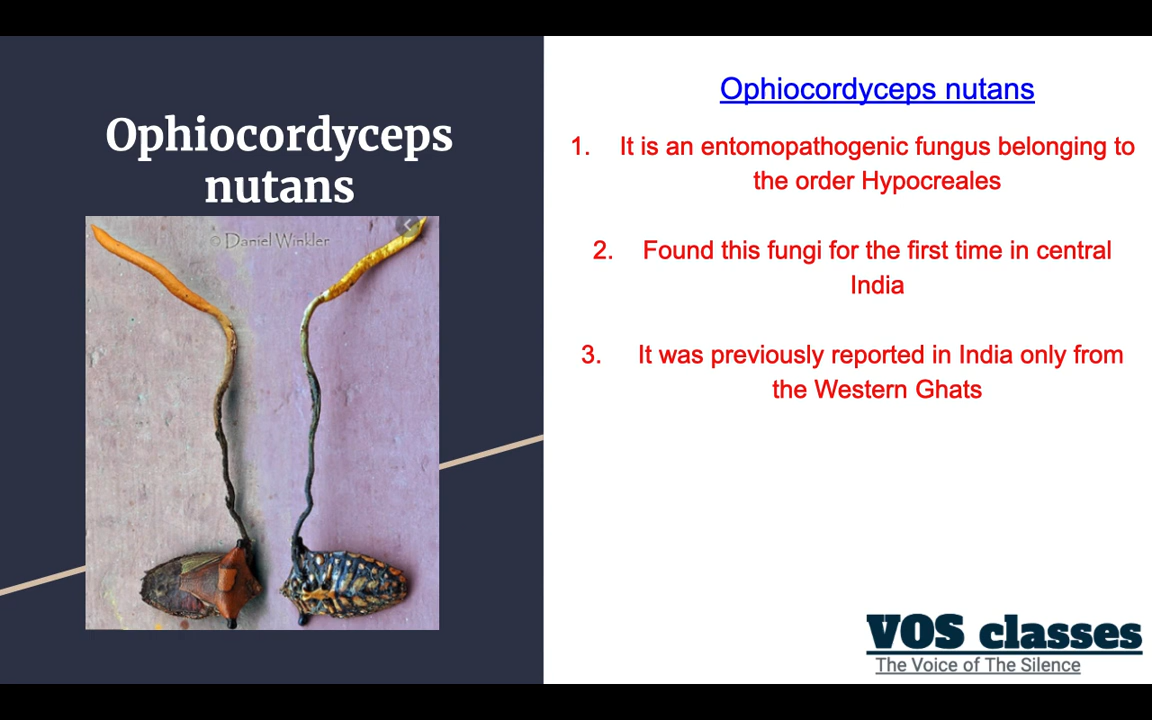 Ophiocordyceps
nutans
© Daniel Winkler
Ophiocordyceps nutans
1. It is an entomopathogenic fungus belonging to
the order Hypocreales
2. Found this fungi for the first time in central
India
3. It was previously reported in India only from
the Western Ghats
VOS classes
The Voice of The Silence